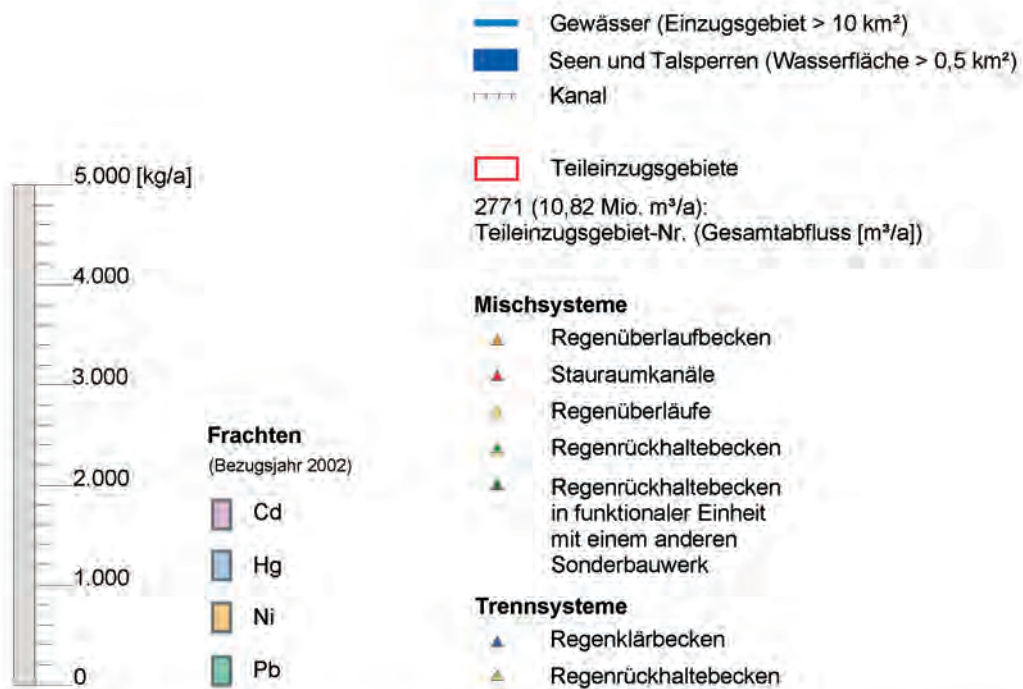 Gewässer (Einzugsgebiet > 10 km²)
Seen und Talsperren (Wasserfläche > 0,5 km²)
Kanal
Teileinzugsgebiete
2771 (10,82 Mio. m³/a):
Teileinzugsgebiet-Nr. (Gesamtabfluss [m³/a])
5.000 [kg/a]
4.000
3.000
2.000
1.000
0
Frachten
(Bezugsjahr 2002)
Cd
Hg
Ni
Pb
Mischsysteme
Regenüberlaufbecken
Stauraumkanäle
Regenüberläufe
Regenrückhaltebecken
Regenrückhaltebecken
in funktionaler Einheit
mit einem anderen
Sonderbauwerk
Trennsysteme
Regenklärbecken
Regenrückhaltebecken